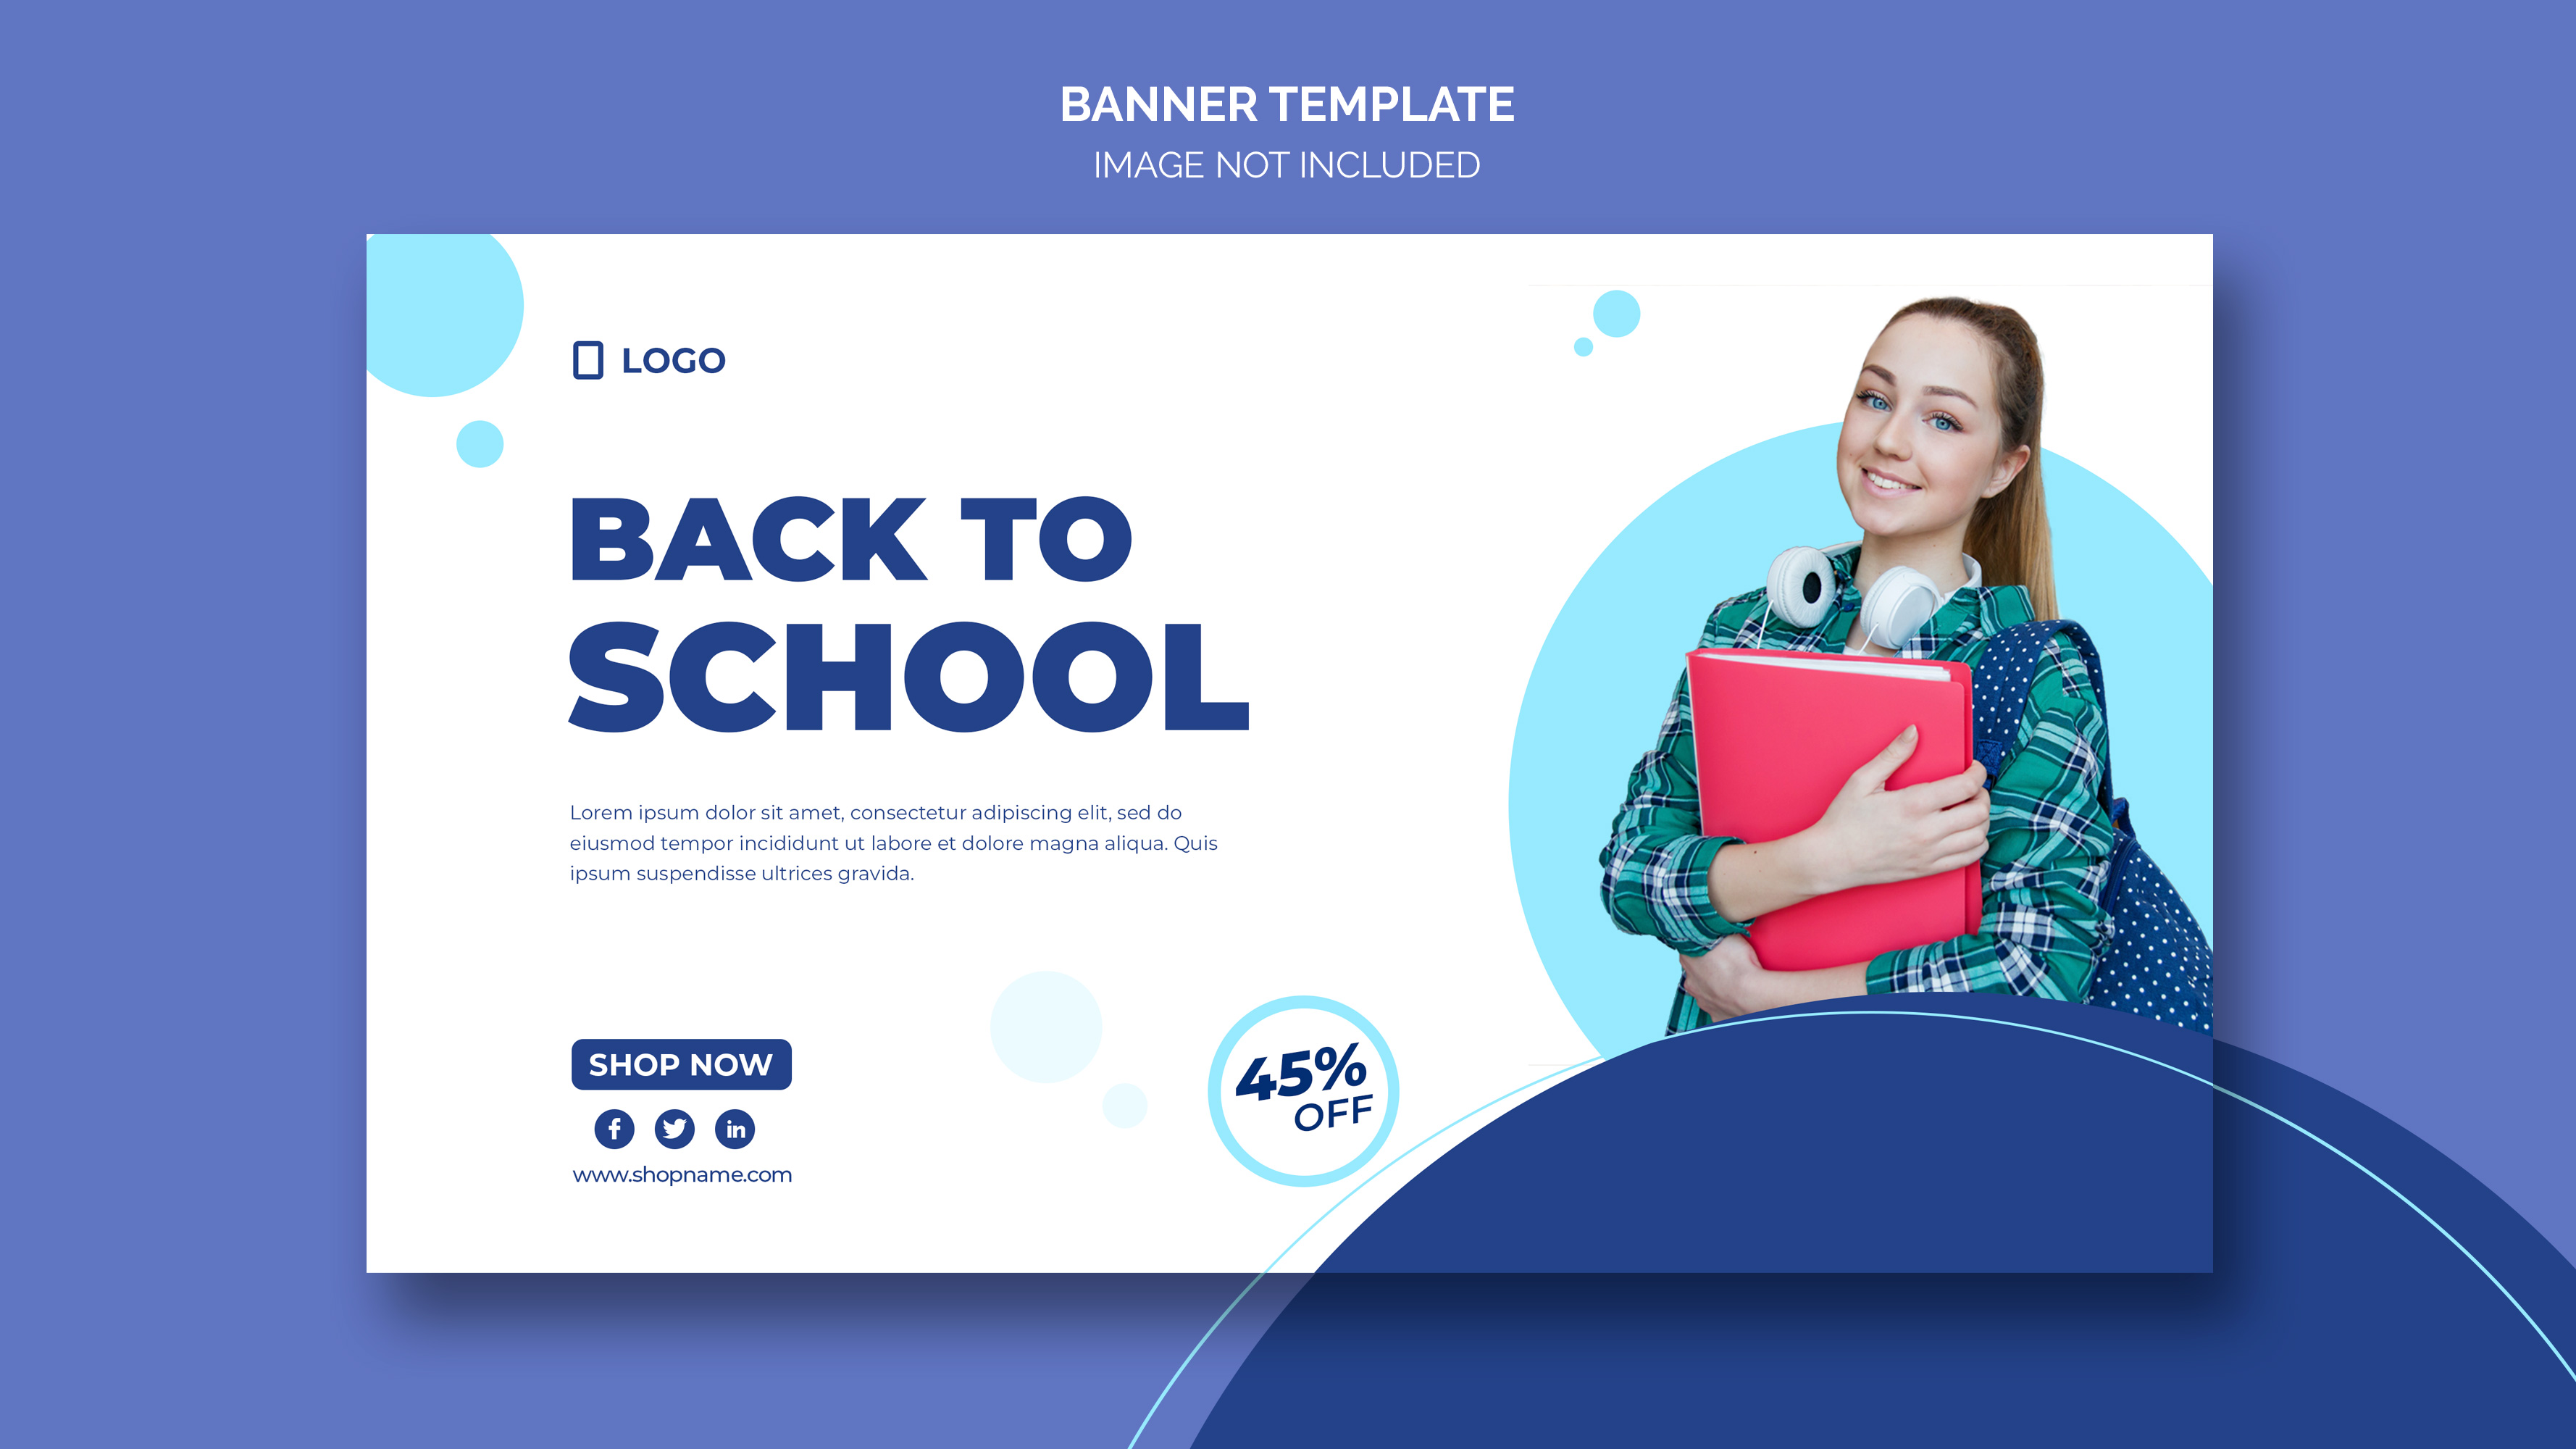 BANNER TEMPLATE
IMAGE NOT INCLUDED
LOGO
BACK TO
SCHOOL
Lorem ipsum dolor sit amet, consectetur adipiscing elit, sed do
eiusmod tempor incididunt ut labore et dolore magna aliqua. Quis
ipsum suspendisse ultrices gravida.
SHOP NOW
f
in
www.shopname.com
45%
OFF